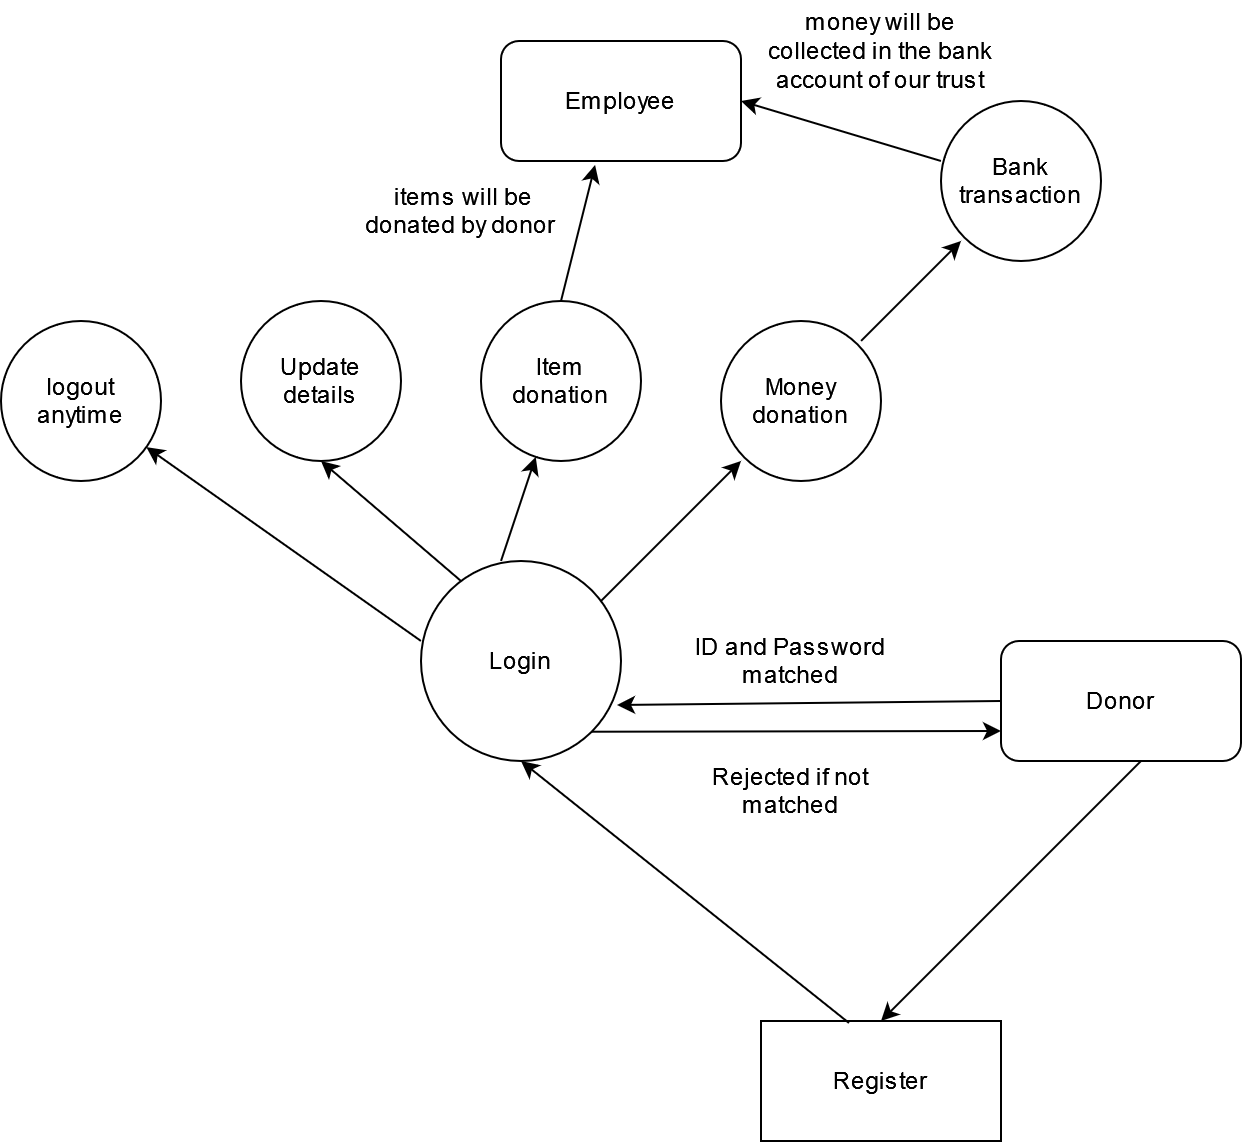 money will be
collected in the bank
account of our trust
Employee
Bank
transaction
items will be
donated by donor
logout
anytime
Update
details
Item
donation
Money
donation
Login
ID and Password
matched
Donor
Rejected if not
matched
Register